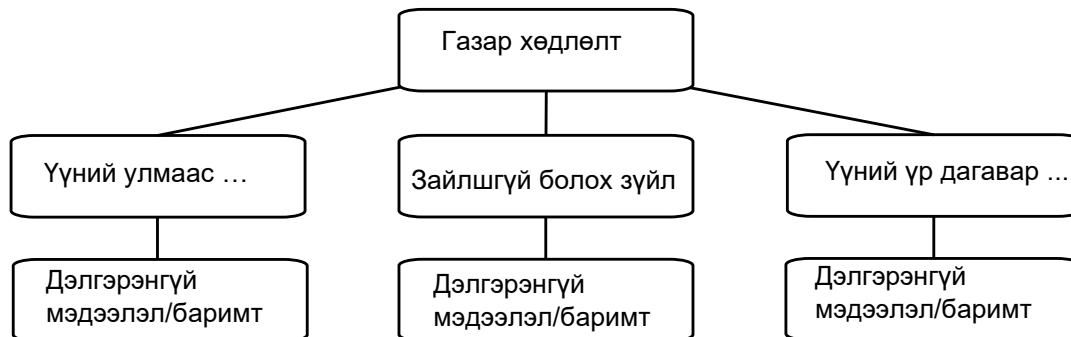 Газар хөдлөлт
Үүний улмаас …
Зайлшгүй болох зүйл
Үүний үр дагавар ...
Дэлгэрэнгүй
мэдээлэл/баримт
Дэлгэрэнгүй
мэдээлэл/баримт
Дэлгэрэнгүй
мэдээлэл/баримт